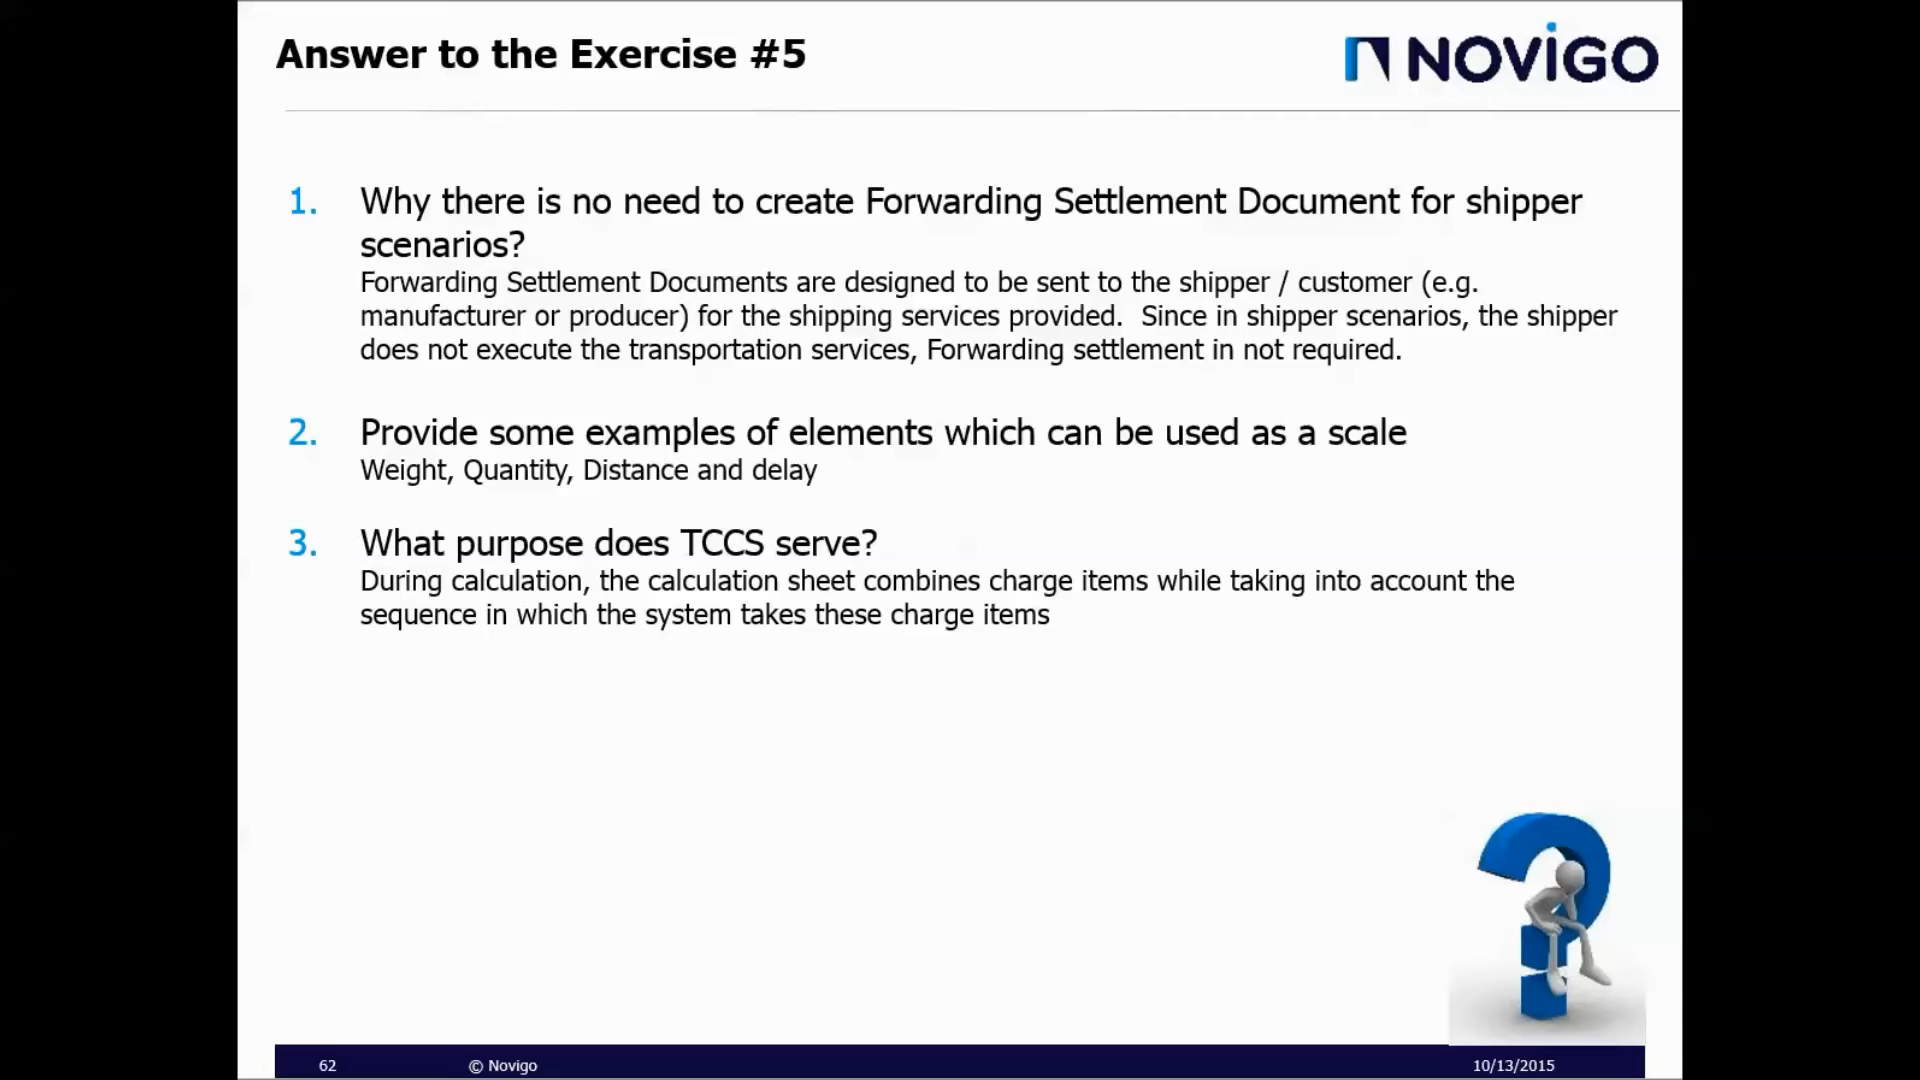 Answer to the Exercise #5
NOViGO
1. Why there is no need to create Forwarding Settlement Document for shipper
scenarios?
Forwarding Settlement Documents are designed to be sent to the shipper / customer (e.g.
manufacturer or producer) for the shipping services provided.  Since in shipper scenarios, the shipper
does not execute the transportation services, Forwarding settlement in not required.
2. Provide some examples of elements which can be used as a scale
Weight, Quantity, Distance and delay
3. What purpose does TCCS serve?
During calculation, the calculation sheet combines charge items while taking into account the
sequence in which the system takes these charge items
62 © Novigo 10/13/2015